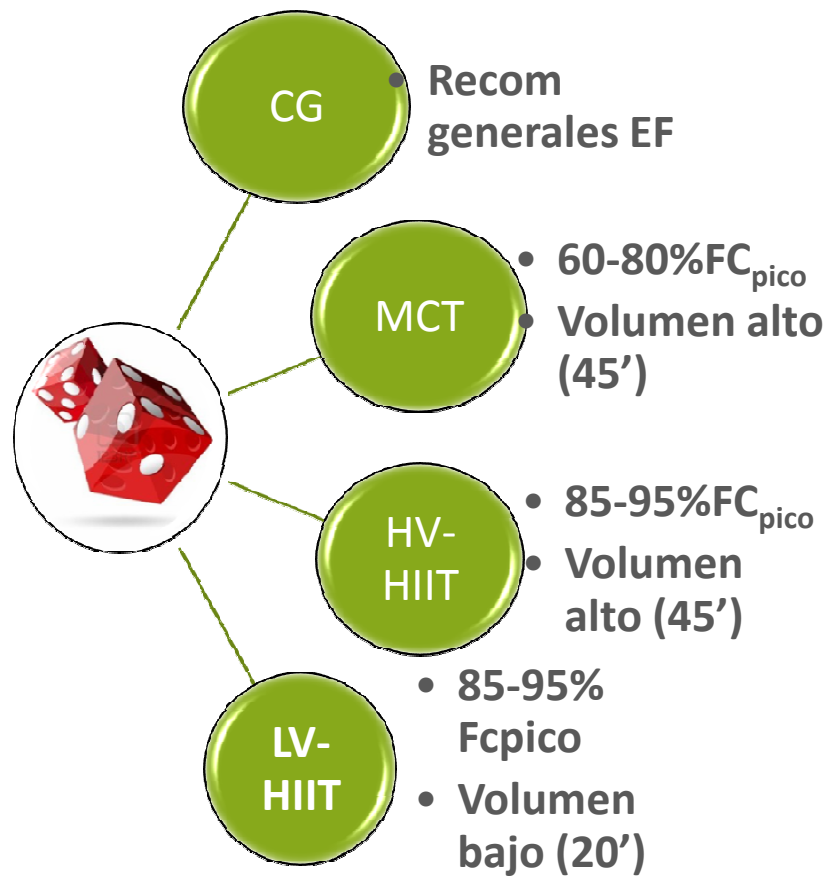 CG
• Recom
generales EF
MCT
• 60-80%FCpico
• Volumen alto
(45’)
HV-
HIIT
• 85-95%FCpico
• Volumen
alto (45’)
LV-
HIIT
• 85-95%
Fcpico
• Volumen
bajo (20’)